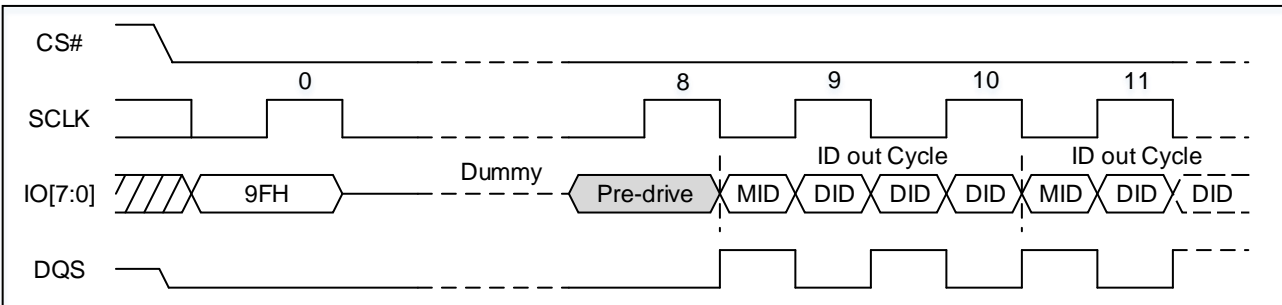 CS#
0 8 9 10 11
SCLK
Dummy ID out Cycle ID out Cycle
IO[7:0] 9FH Pre-drive MID DID DID DID MID DID DID
DQS